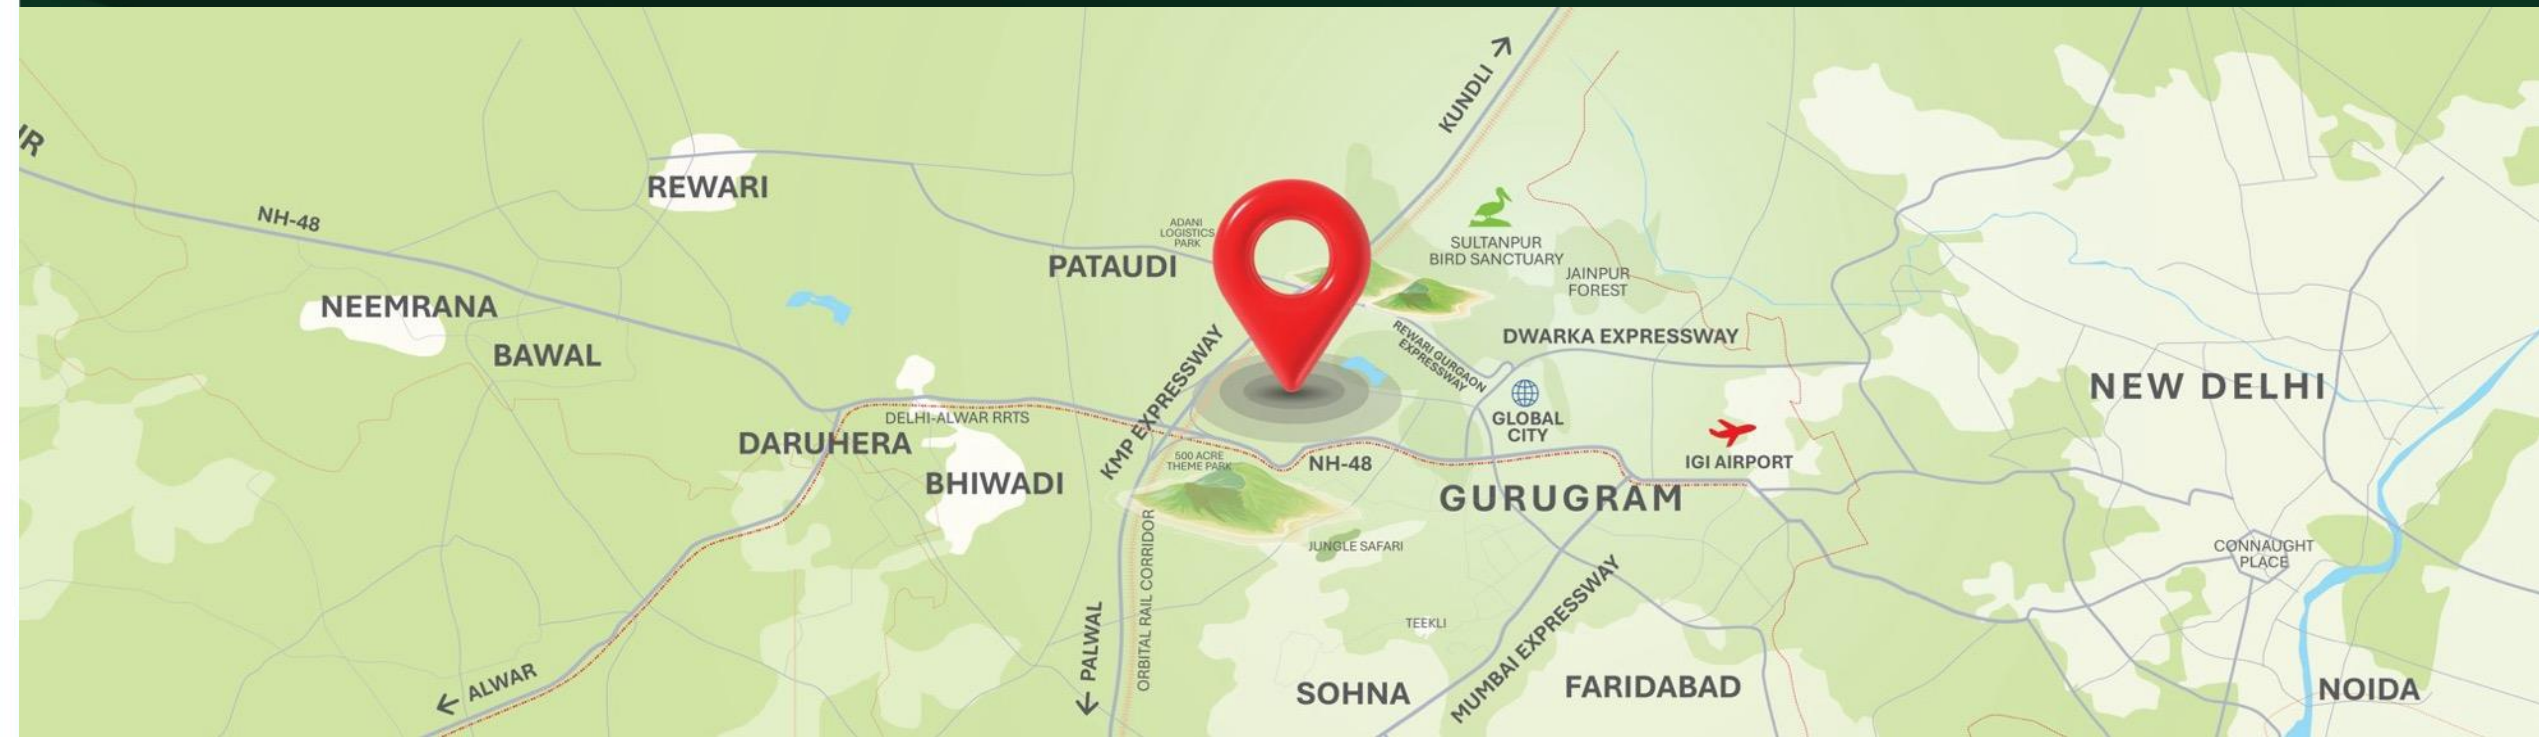 KUNDLI
UR
REWARI
NH-48
ADANI
LOGISTICS
PARK
SULTANPUR
BIRD SANCTUARY
PATAUDI
JAINPUR
FOREST
NEEMRANA
BAWAL
KMP EXPRESSWAY
REWARI GURGAON
EXPRESSWAY
DWARKA EXPRESSWAY
NEW DELHI
GLOBAL
CITY
DELHI-ALWAR RRTS
DARUHERA
BHIWADI
500 ACRE
THEME PARK
NH-48
IGI AIRPORT
GURUGRAM
JUNGLE SAFARI
CONNAUGHT
PLACE
ORBITAL RAIL CORRIDOR
PALWAL
TEEKLI
MUMBAI EXPRESSWAY
ALWAR
SOHNA
FARIDABAD
NOIDA